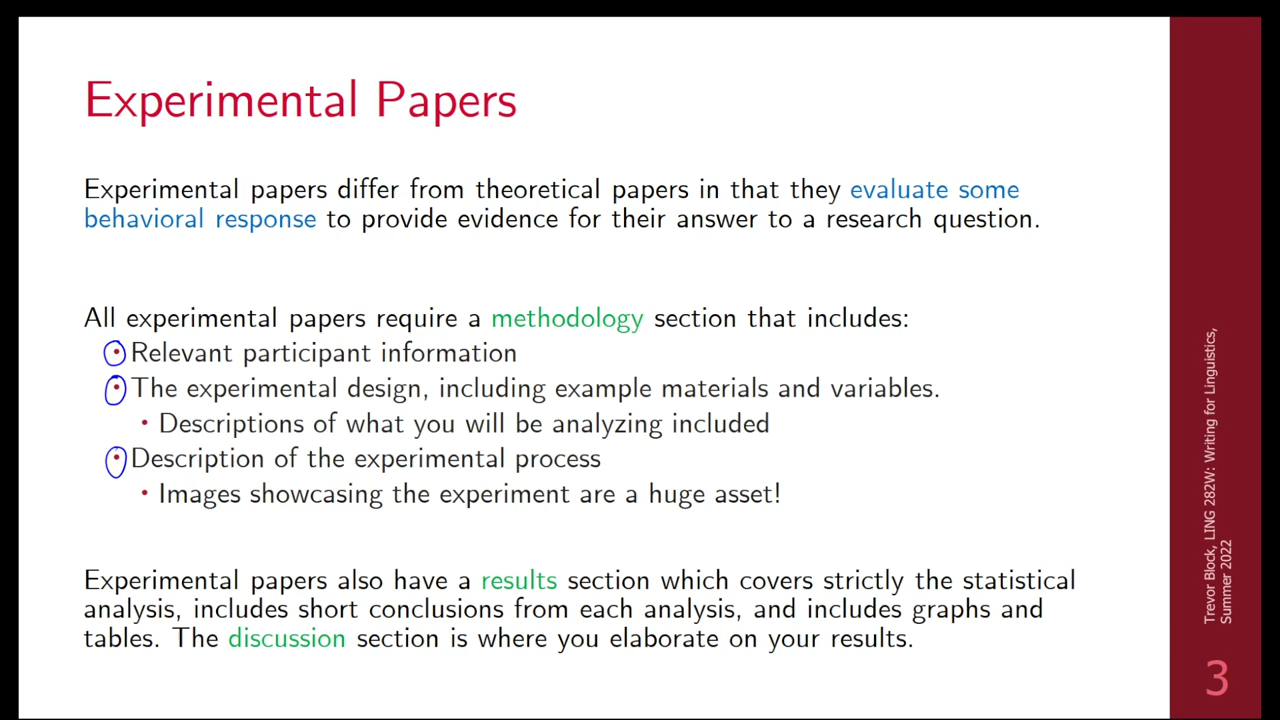 Experimental Papers
Experimental papers differ from theoretical papers in that they evaluate some
behavioral response to provide evidence for their answer to a research question.
All experimental papers require a methodology section that includes:
• Relevant participant information
• The experimental design, including example materials and variables.
• Descriptions of what you will be analyzing included
• Description of the experimental process
• Images showcasing the experiment are a huge asset!
Experimental papers also have a results section which covers strictly the statistical
analysis, includes short conclusions from each analysis, and includes graphs and
tables. The discussion section is where you elaborate on your results.
Trevor Block, LING 282W: Writing for Linguistics,
Summer 2022
3